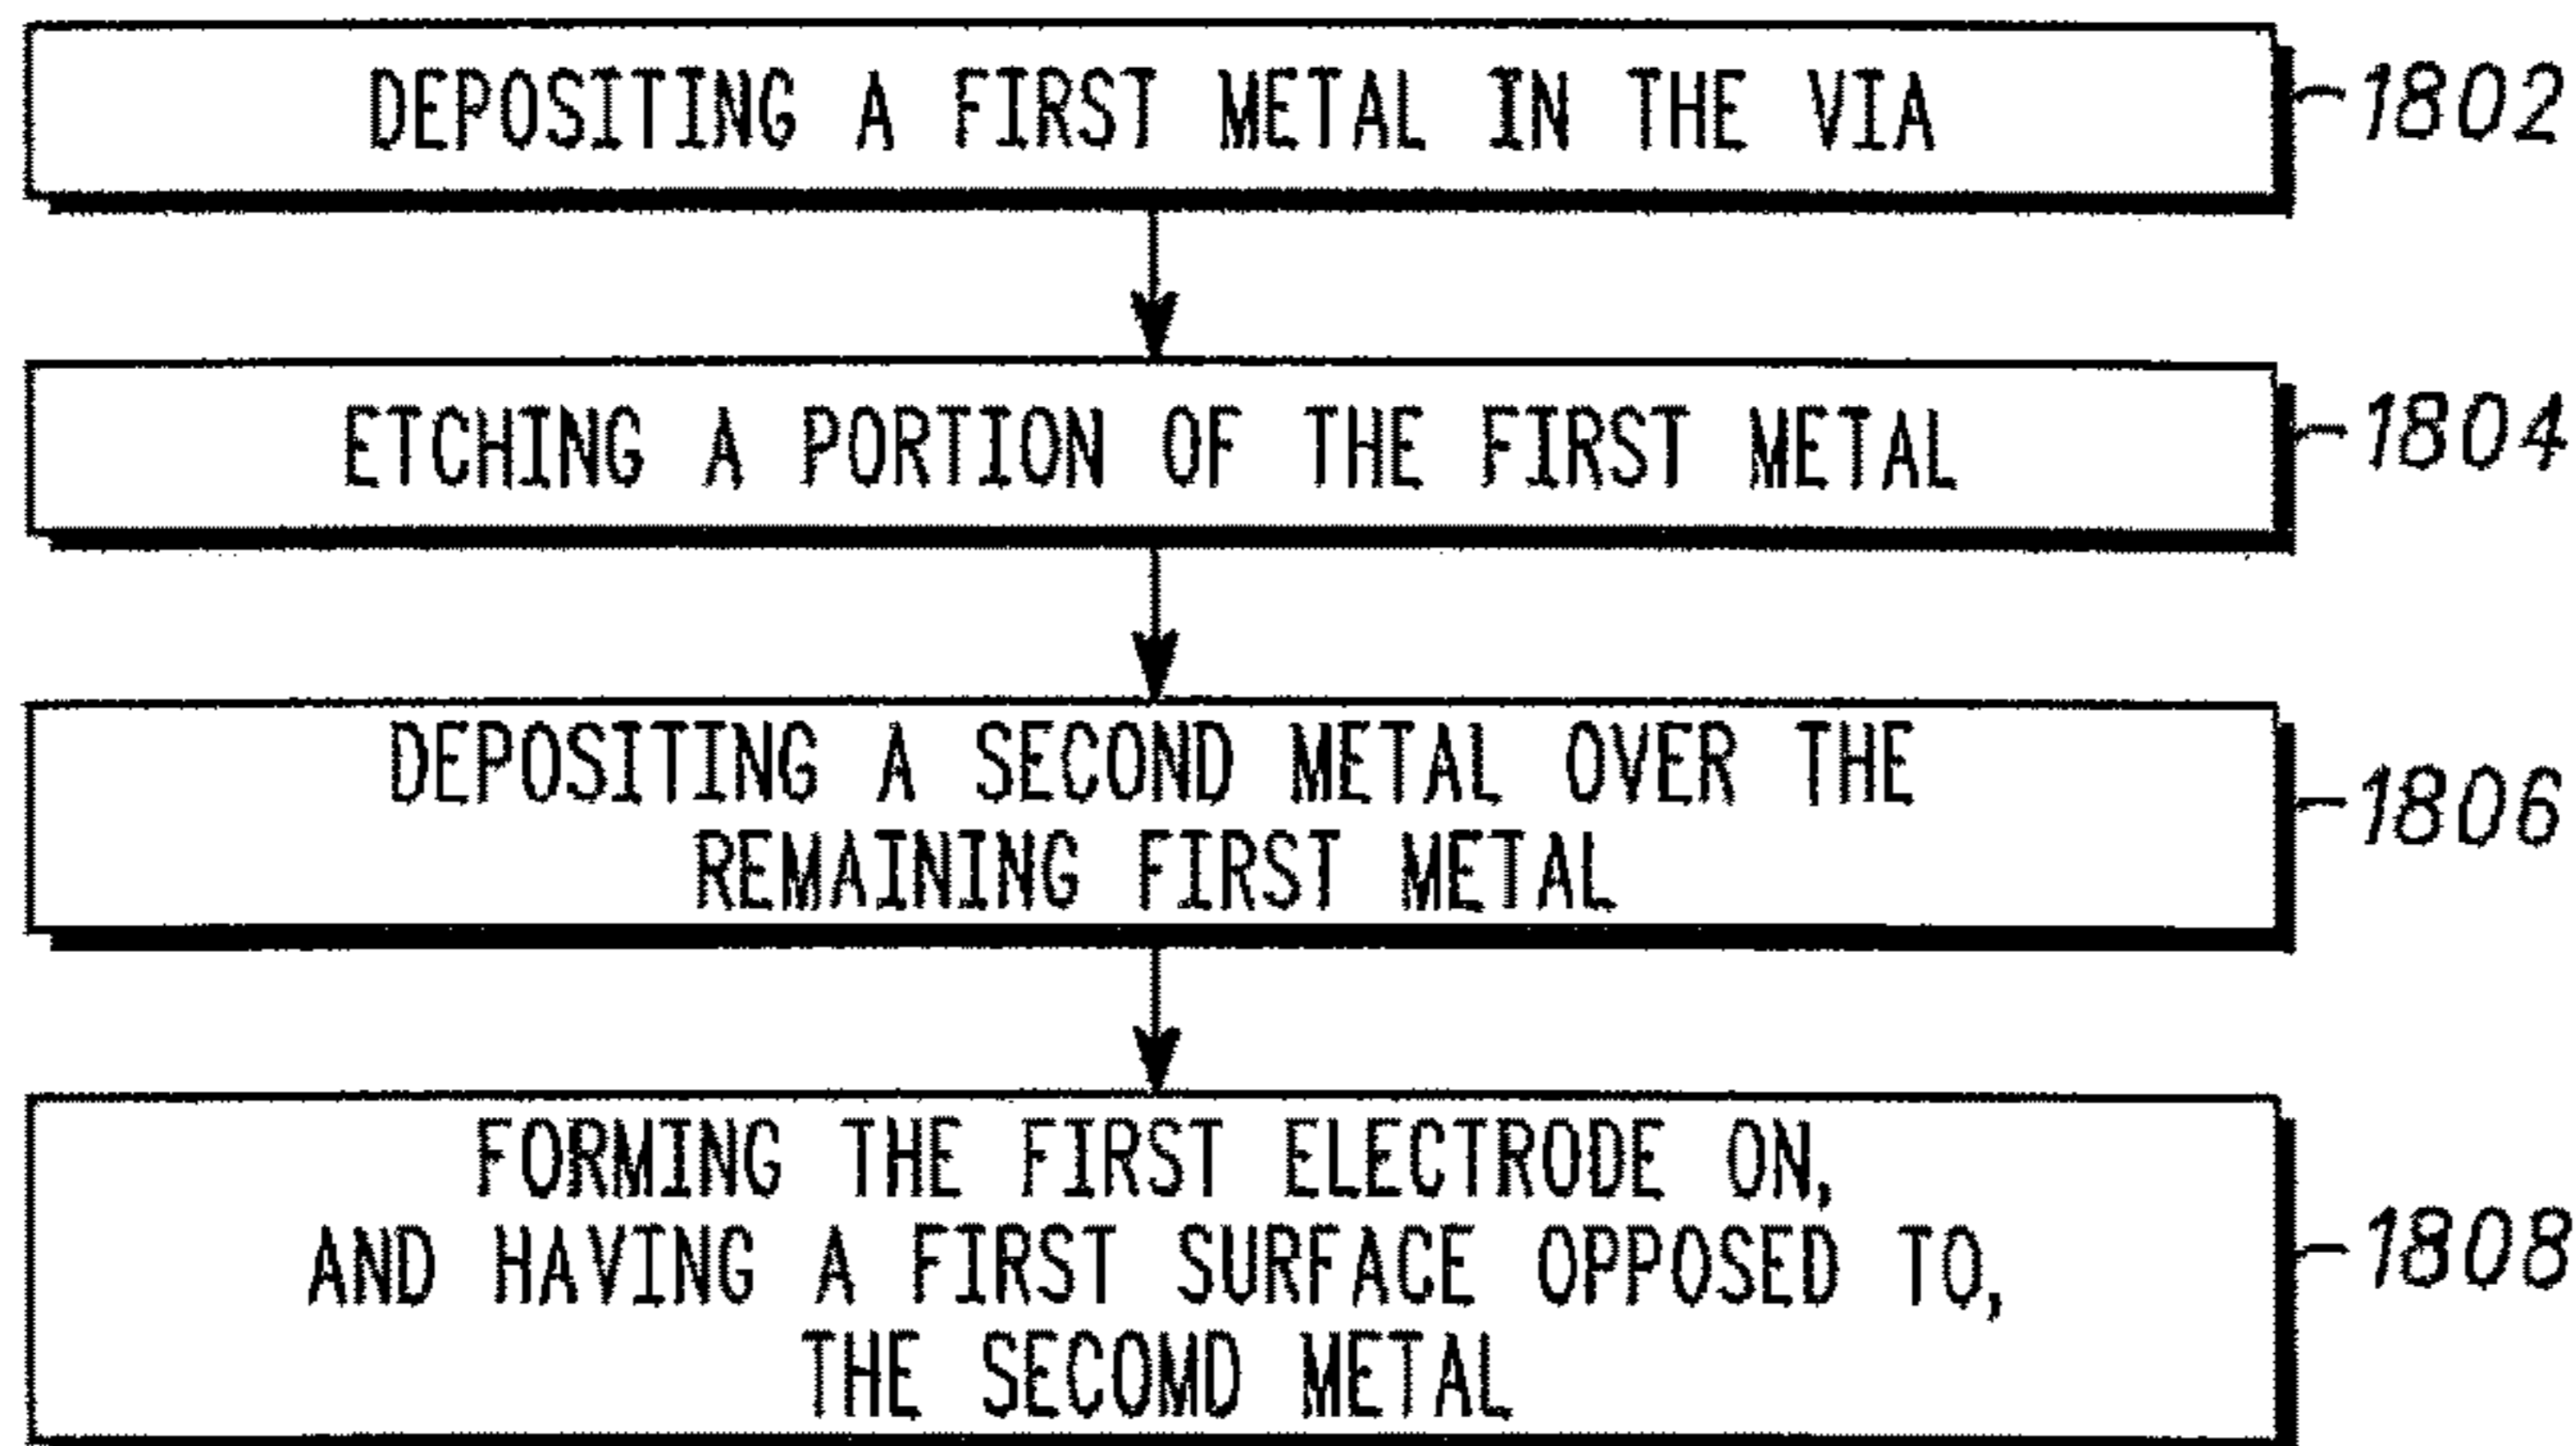 DEPOSITING A FIRST METAL IN THE VIA
1802
ETCHING A PORTION OF THE FIRST METAL
1804
DEPOSITING A SECOND METAL OVER THE
REMAINING FIRST METAL
1806
FORMING THE FIRST ELECTRODE ON,
AND HAVING A FIRST SURFACE OPPOSED TO,
THE SECOND METAL
1808